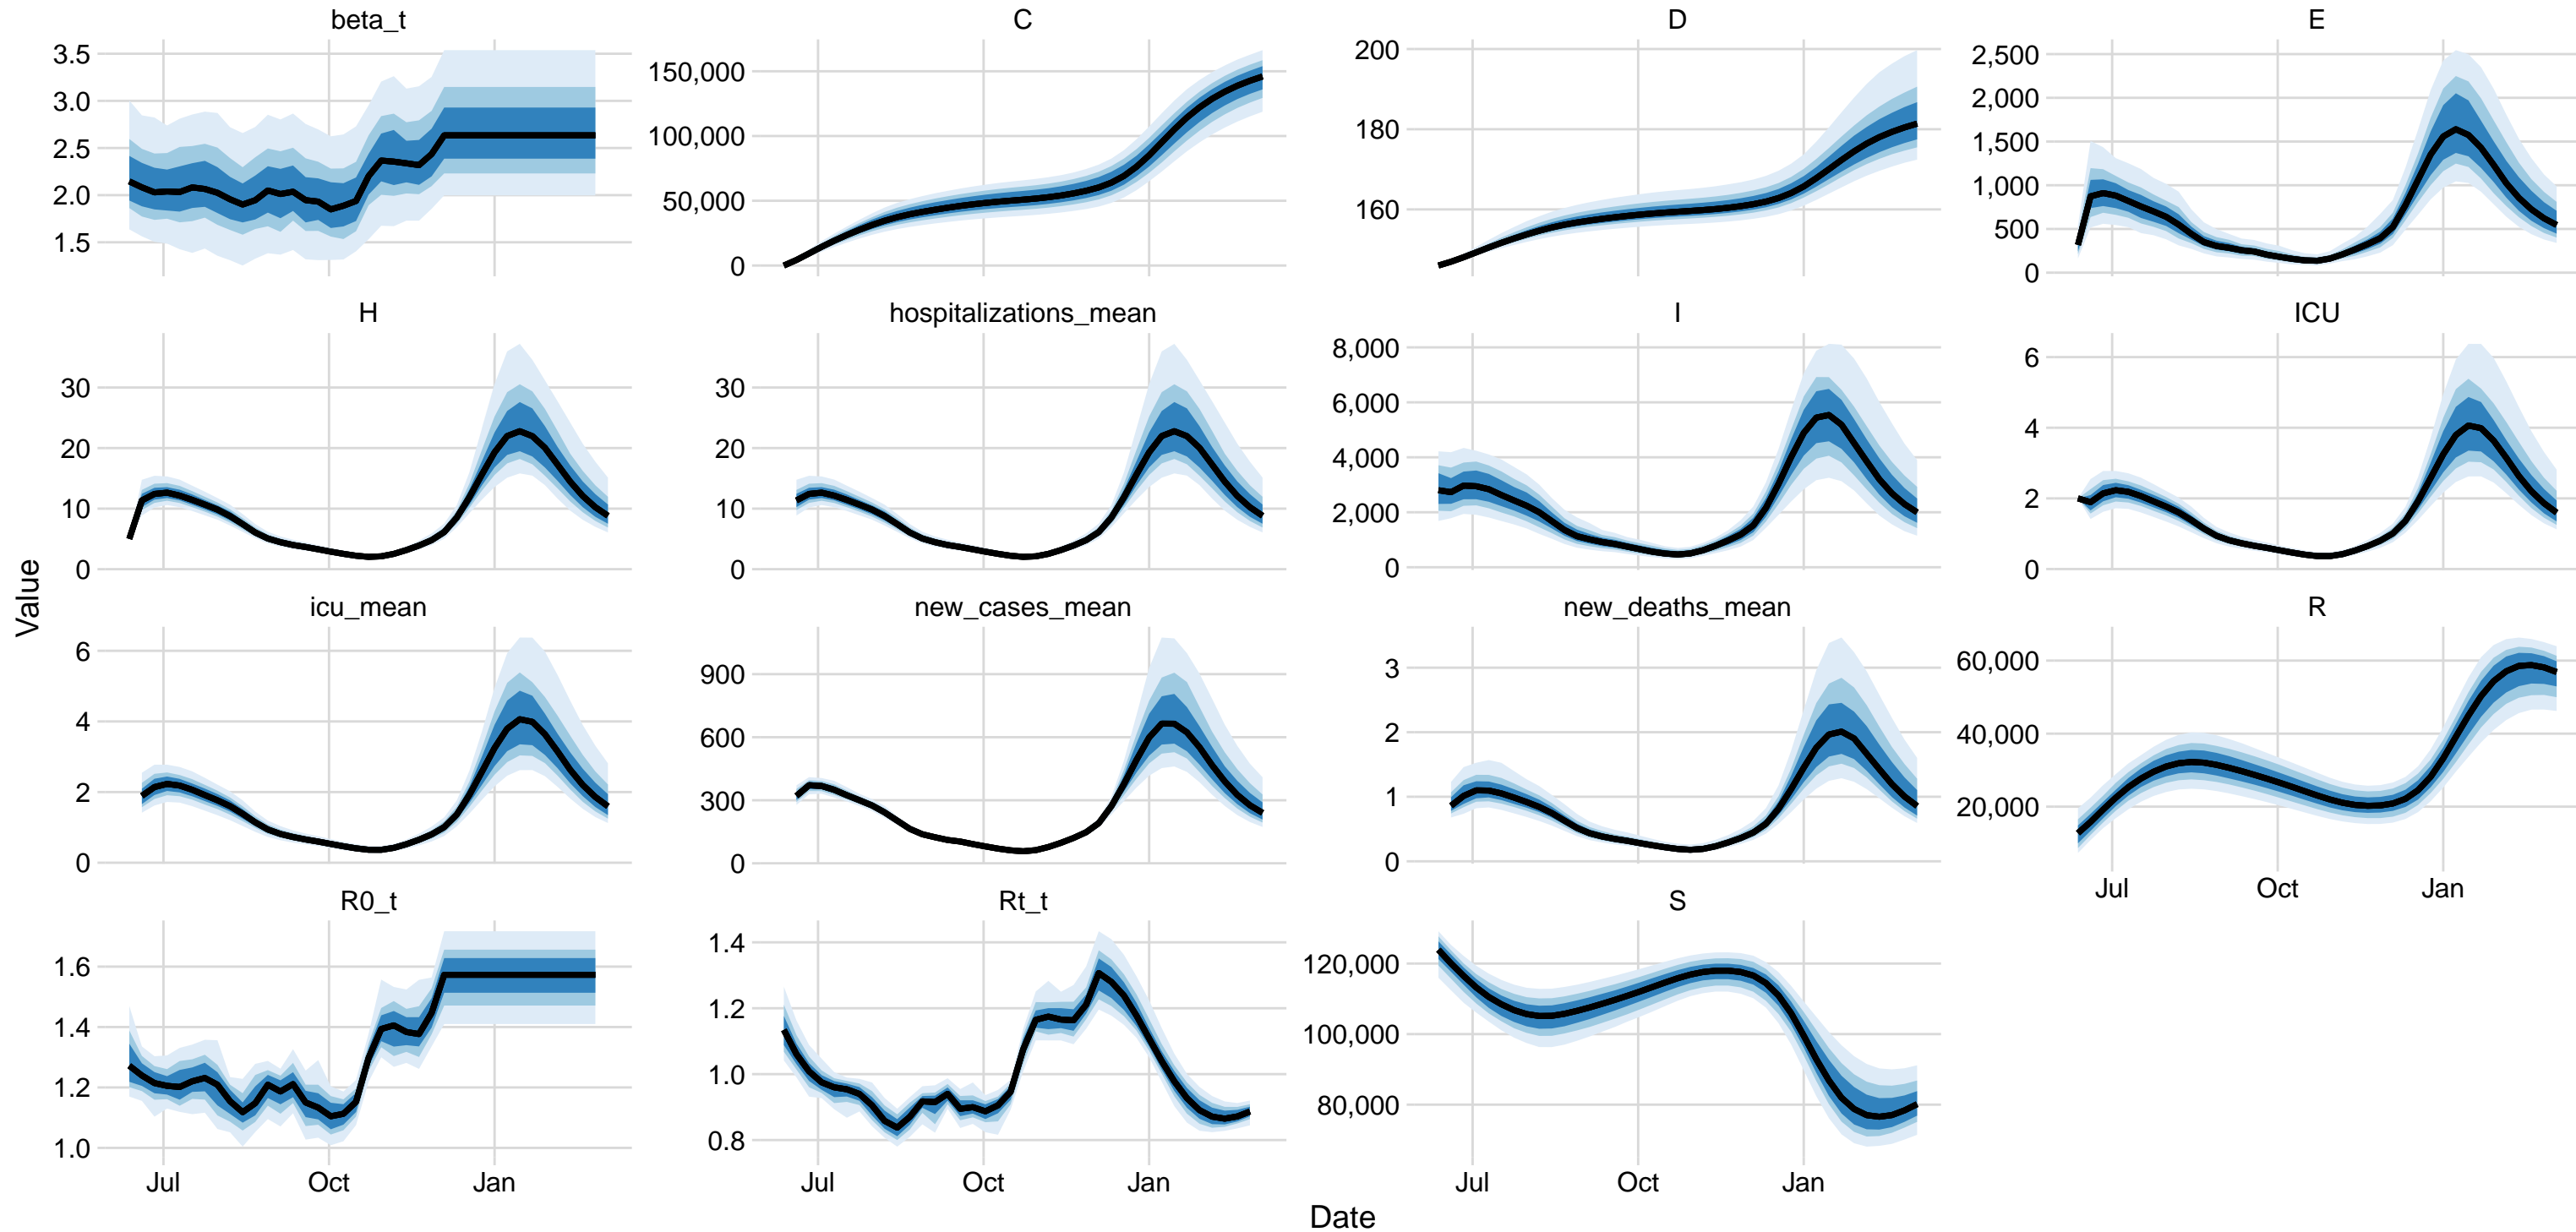 beta_t
3.5
3.0
2.5
2.0
1.5
C
150,000
100,000
50,000
0
D
200
180
160
E
2,500
2,000
1,500
1,000
500
0
H
30
20
10
0
hospitalizations_mean
30
20
10
0
I
8,000
6,000
4,000
2,000
0
ICU
6
4
2
0
Value
icu_mean
6
4
2
0
new_cases_mean
900
600
300
0
new_deaths_mean
3
2
1
0
R
60,000
40,000
20,000
Jul Oct Jan
R0_t
1.6
1.4
1.2
1.0
Jul Oct Jan
Rt_t
1.4
1.2
1.0
0.8
Jul Oct Jan
S
120,000
100,000
80,000
Jul Oct Jan
Date